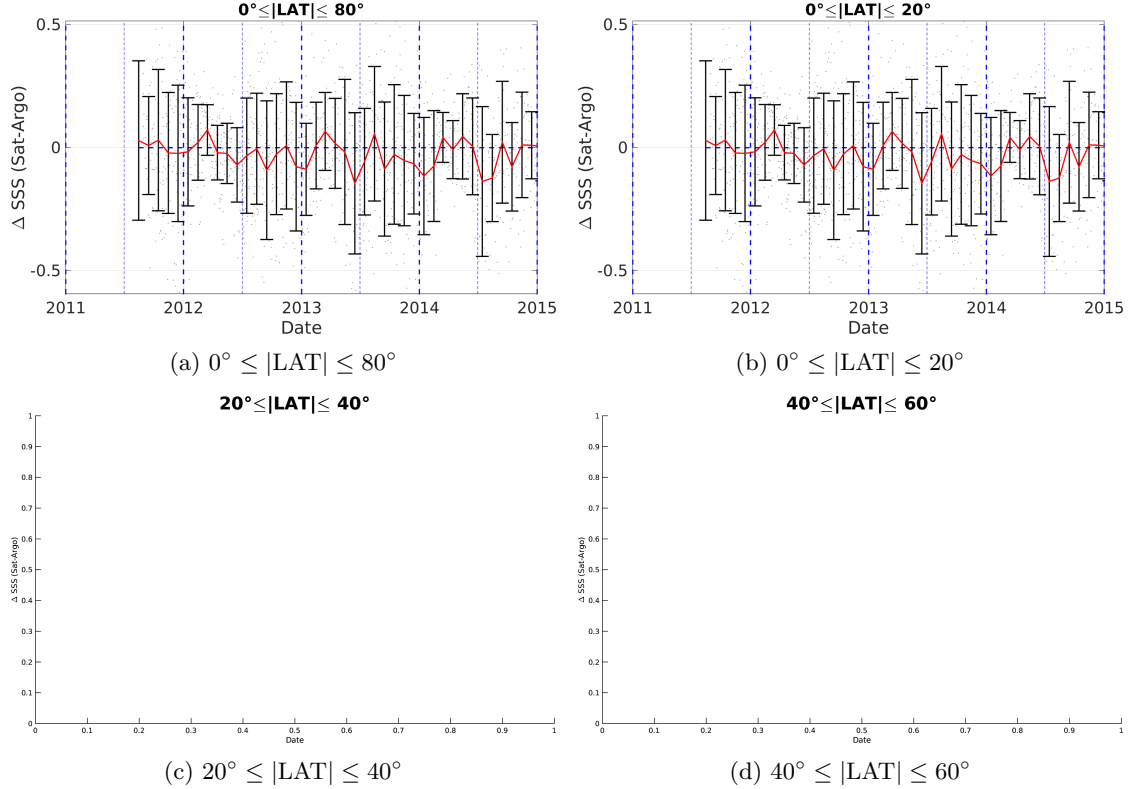 0°≤|LAT|≤ 80°
0.5
0
-0.5
Δ SSS (Sat-Argo)
2011 2012 2013 2014 2015
Date
(a) 0° ≤ |LAT| ≤ 80°
0°≤|LAT|≤ 20°
0.5
0
-0.5
Δ SSS (Sat-Argo)
2011 2012 2013 2014 2015
Date
(b) 0° ≤ |LAT| ≤ 20°
20°≤|LAT|≤ 40°
1
0.9
0.8
0.7
0.6
0.5
0.4
0.3
0.2
0.1
0
Δ SSS (Sat-Argo)
0 0.1 0.2 0.3 0.4 0.5 0.6 0.7 0.8 0.9 1
Date
(c) 20° ≤ |LAT| ≤ 40°
40°≤|LAT|≤ 60°
1
0.9
0.8
0.7
0.6
0.5
0.4
0.3
0.2
0.1
0
Δ SSS (Sat-Argo)
0 0.1 0.2 0.3 0.4 0.5 0.6 0.7 0.8 0.9 1
Date
(d) 40° ≤ |LAT| ≤ 60°